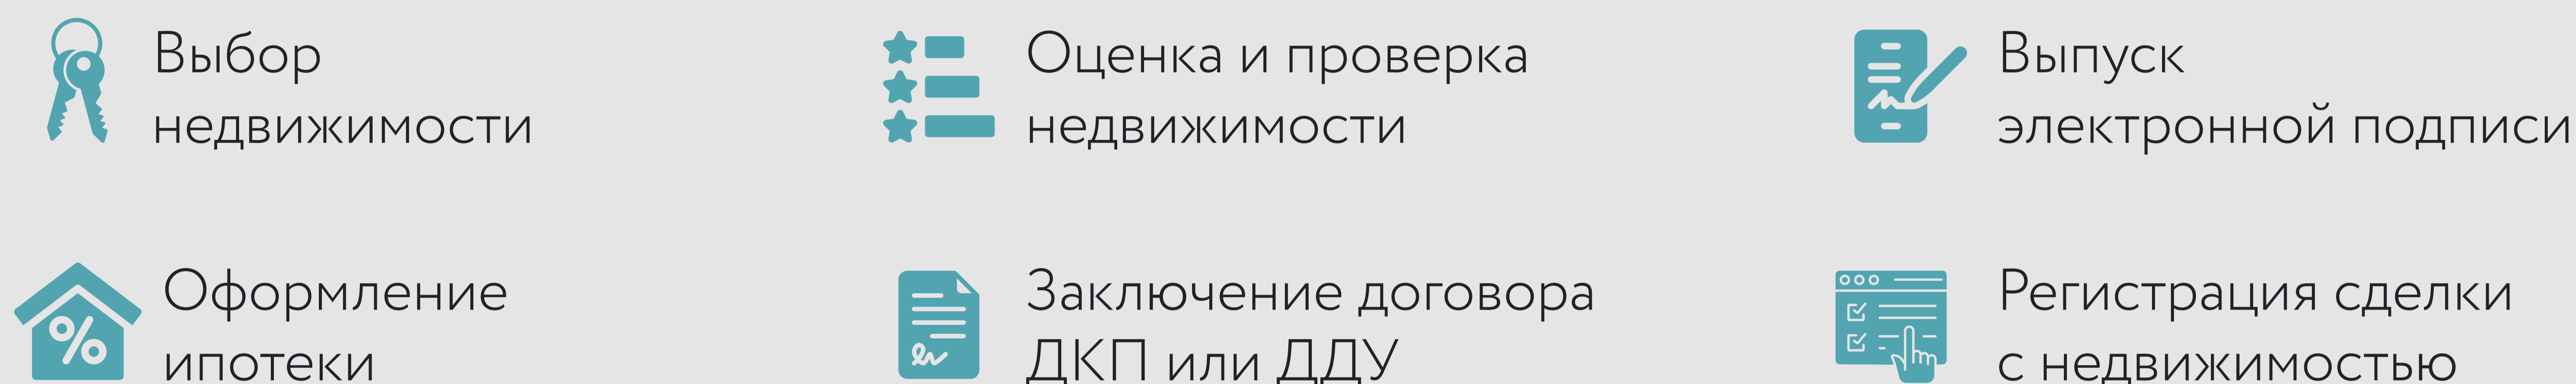 Выбор
недвижимости
Оценка и проверка
недвижимости
Выпуск
электронной подписи
Оформление
ипотеки
Заключение договора
ДКП или ДДУ
Регистрация сделки
с недвижимостью